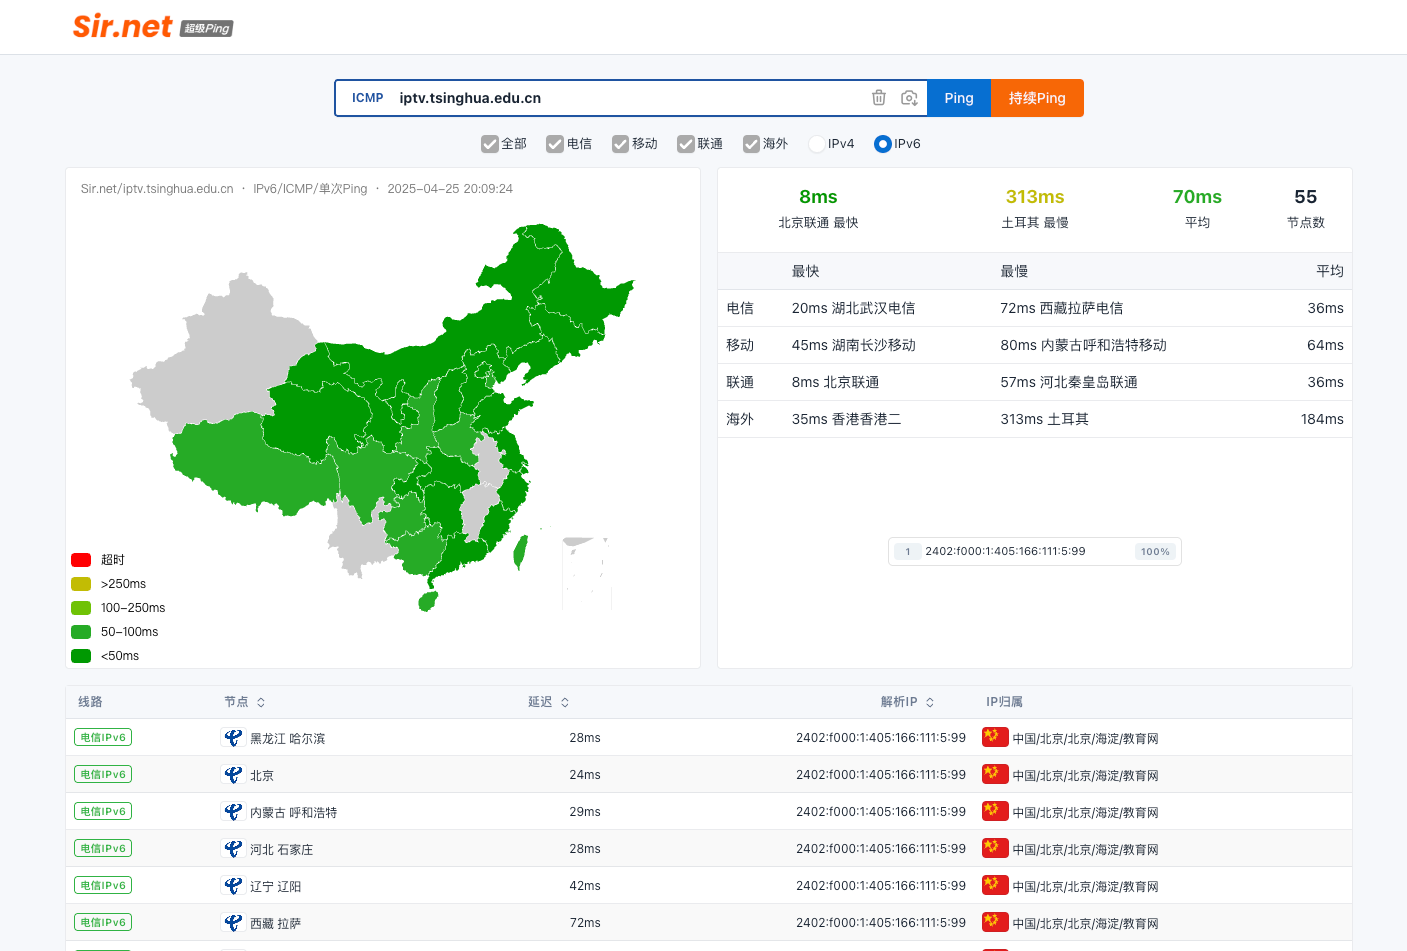 Sir.net 超级Ping
ICMP iptv.tsinghua.edu.cn Ping 持续Ping
全部 电信 移动 联通 海外 IPv4 IPv6
Sir.net/iptv.tsinghua.edu.cn · IPv6/ICMP/单次Ping · 2025-04-25 20:09:24
超时
>250ms
100-250ms
50-100ms
<50ms
8ms 313ms 70ms 55
北京联通 最快 土耳其 最慢 平均 节点数
最快 最慢 平均
电信 20ms 湖北武汉电信 72ms 西藏拉萨电信 36ms
移动 45ms 湖南长沙移动 80ms 内蒙古呼和浩特移动 64ms
联通 8ms 北京联通 57ms 河北秦皇岛联通 36ms
海外 35ms 香港香港二 313ms 土耳其 184ms
1 2402:f000:1:405:166:111:5:99 100%
线路 节点 延迟 解析IP IP归属
电信IPv6 黑龙江 哈尔滨 28ms 2402:f000:1:405:166:111:5:99 中国/北京/北京/海淀/教育网
电信IPv6 北京 24ms 2402:f000:1:405:166:111:5:99 中国/北京/北京/海淀/教育网
电信IPv6 内蒙古 呼和浩特 29ms 2402:f000:1:405:166:111:5:99 中国/北京/北京/海淀/教育网
电信IPv6 河北 石家庄 28ms 2402:f000:1:405:166:111:5:99 中国/北京/北京/海淀/教育网
电信IPv6 辽宁 辽阳 42ms 2402:f000:1:405:166:111:5:99 中国/北京/北京/海淀/教育网
电信IPv6 西藏 拉萨 72ms 2402:f000:1:405:166:111:5:99 中国/北京/北京/海淀/教育网